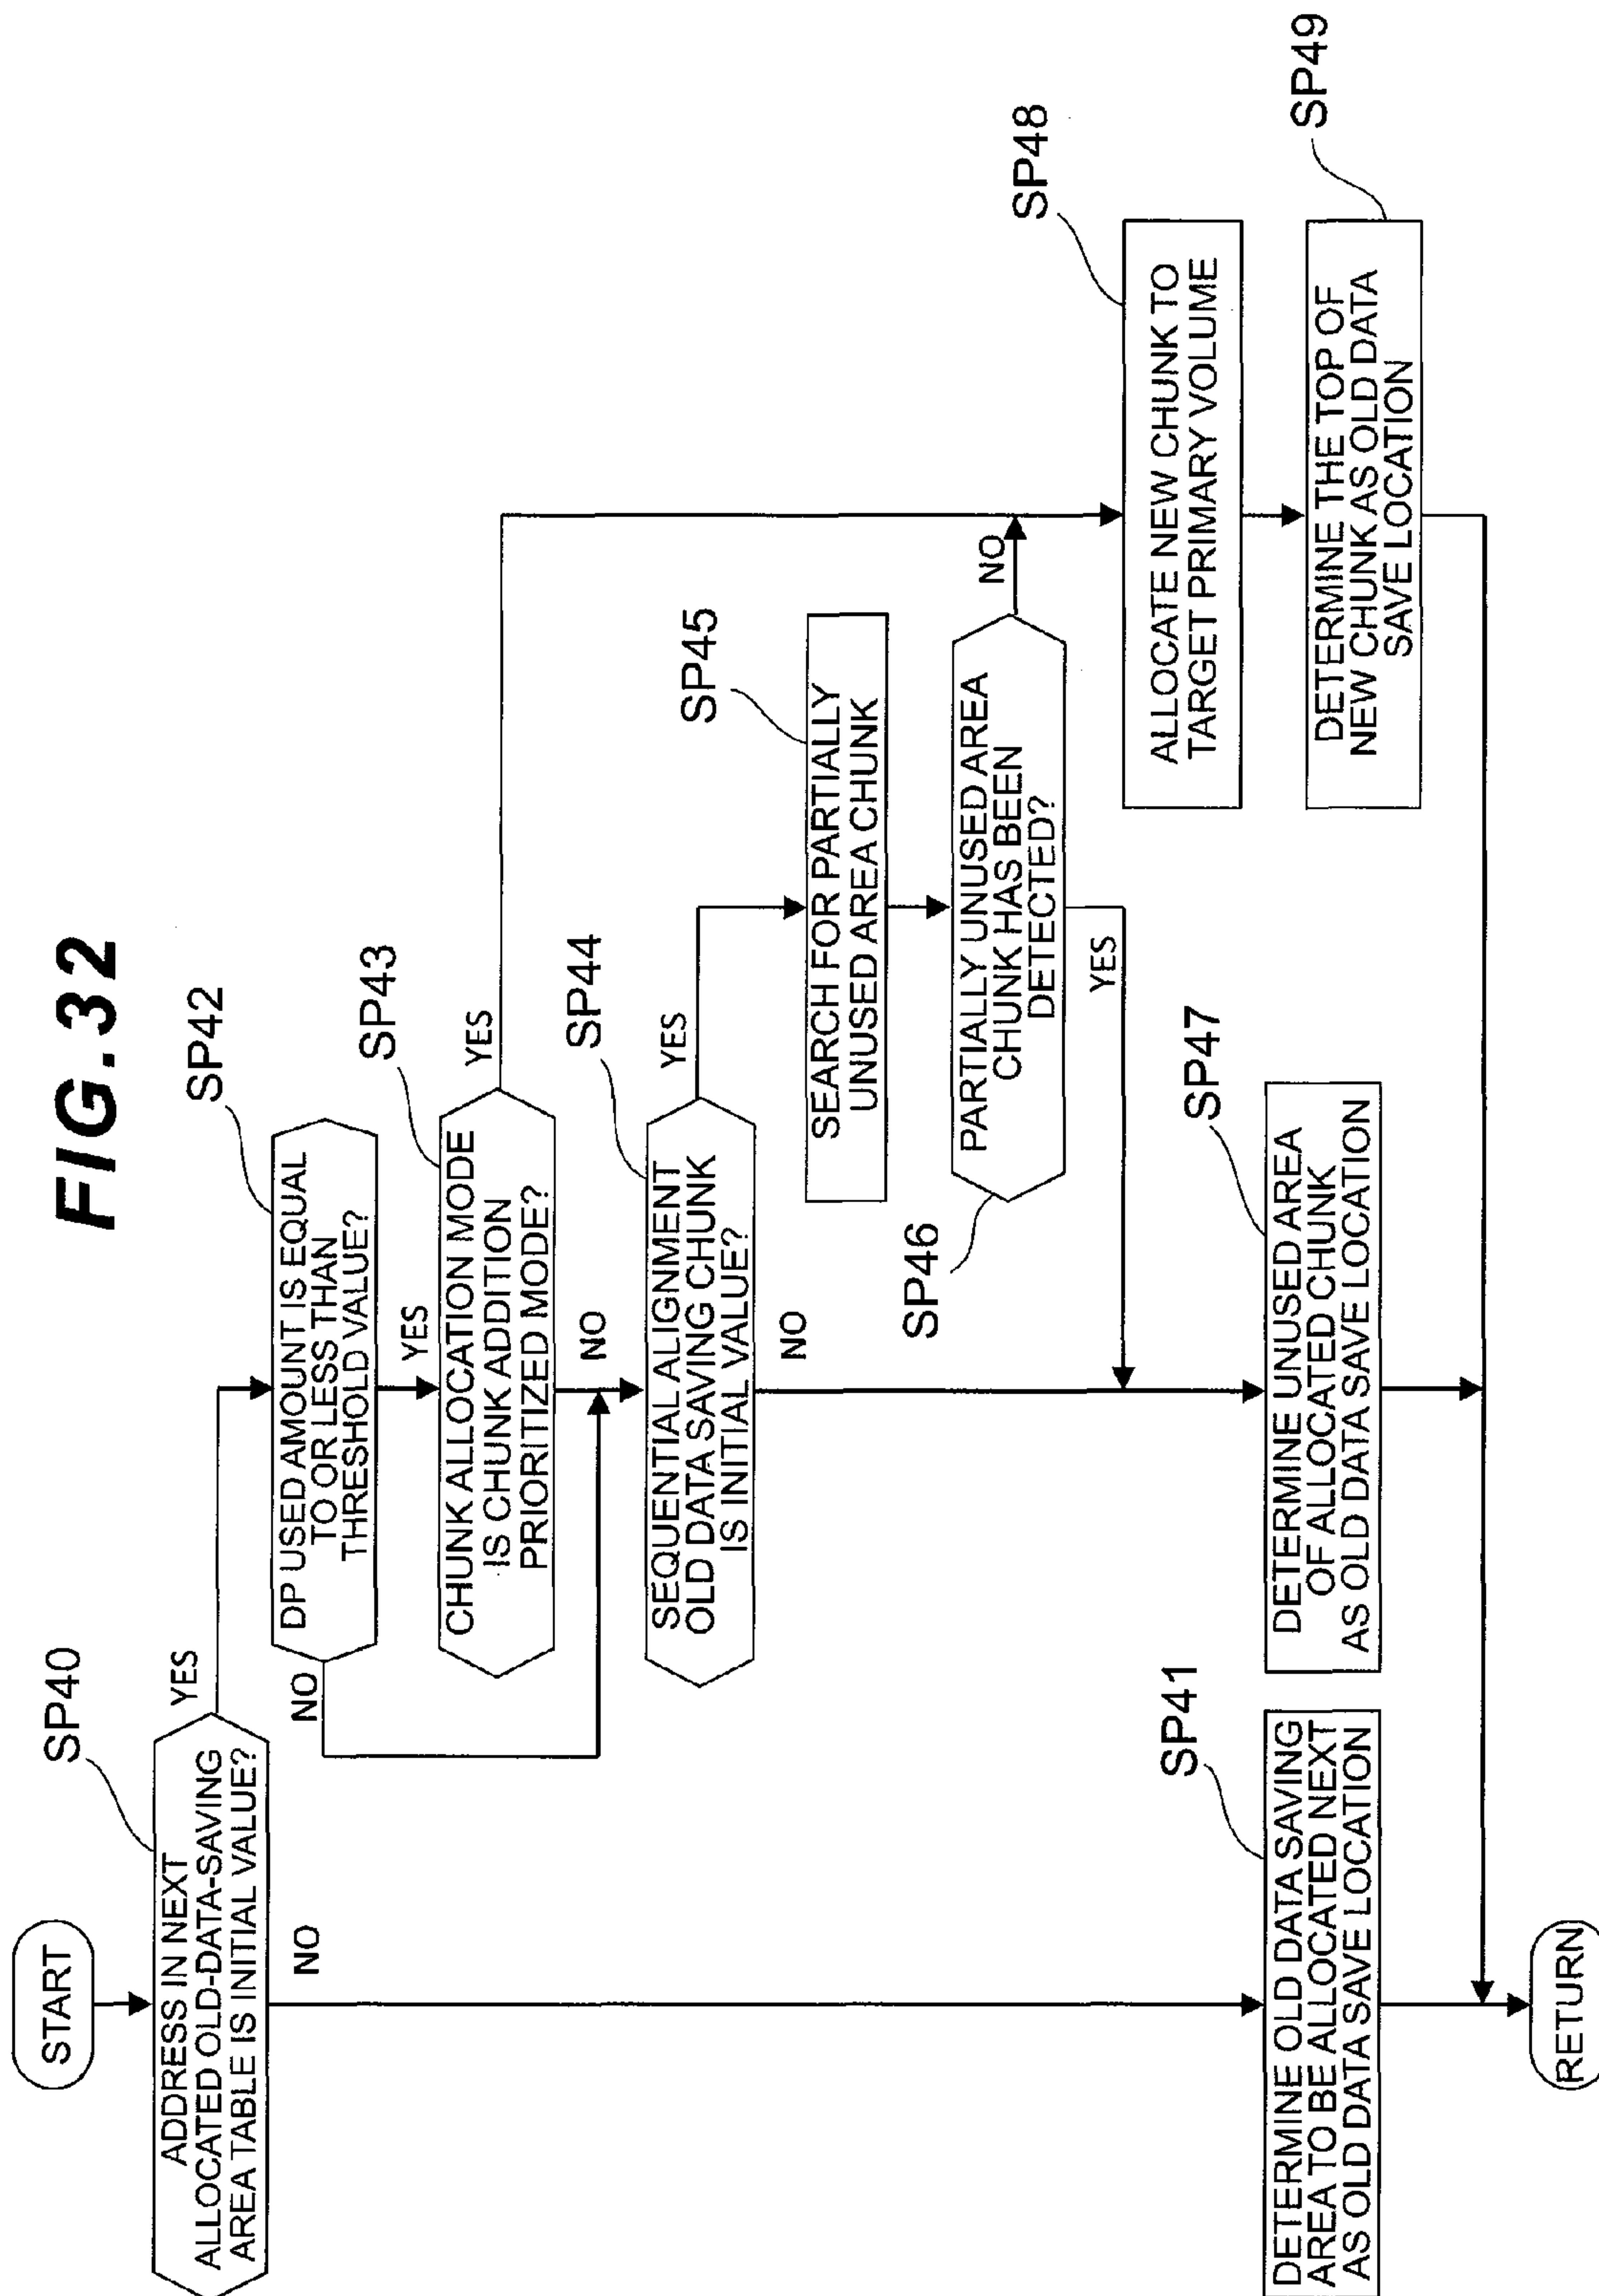 FIG.32
START
SP40
ADDRESS IN NEXT
ALLOCATED OLD-DATA-SAVING
AREA TABLE IS INITIAL VALUE?
YES
NO
SP42
DP USED AMOUNT IS EQUAL
TO OR LESS THAN
THRESHOLD VALUE?
NO
YES
SP43
CHUNK ALLOCATION MODE
IS CHUNK ADDITION
PRIORITIZED MODE?
YES
NO
SP44
SEQUENTIAL ALIGNMENT
OLD DATA SAVING CHUNK
IS INITIAL VALUE?
YES
NO
SP45
SEARCH FOR PARTIALLY
UNUSED AREA CHUNK
SP46
PARTIALLY UNUSED AREA
CHUNK HAS BEEN
DETECTED?
NO
YES
SP48
ALLOCATE NEW CHUNK TO
TARGET PRIMARY VOLUME
SP41
DETERMINE OLD DATA SAVING
AREA TO BE ALLOCATED NEXT
AS OLD DATA SAVE LOCATION
SP47
DETERMINE UNUSED AREA
OF ALLOCATED CHUNK
AS OLD DATA SAVE LOCATION
SP49
DETERMINE THE TOP OF
NEW CHUNK AS OLD DATA
SAVE LOCATION
RETURN